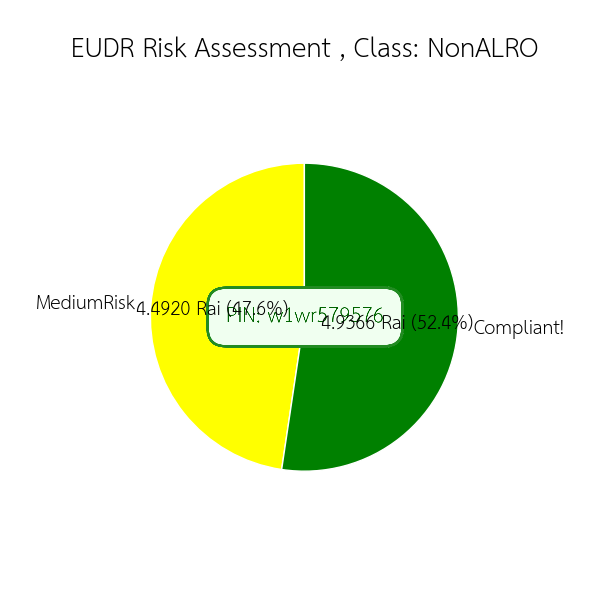 EUDR Risk Assessment , Class: NonALRO
MediumRisk
4.4920 Rai (47.6%)
PIN: w1wr579576
4.9366 Rai (52.4%)
Compliant!